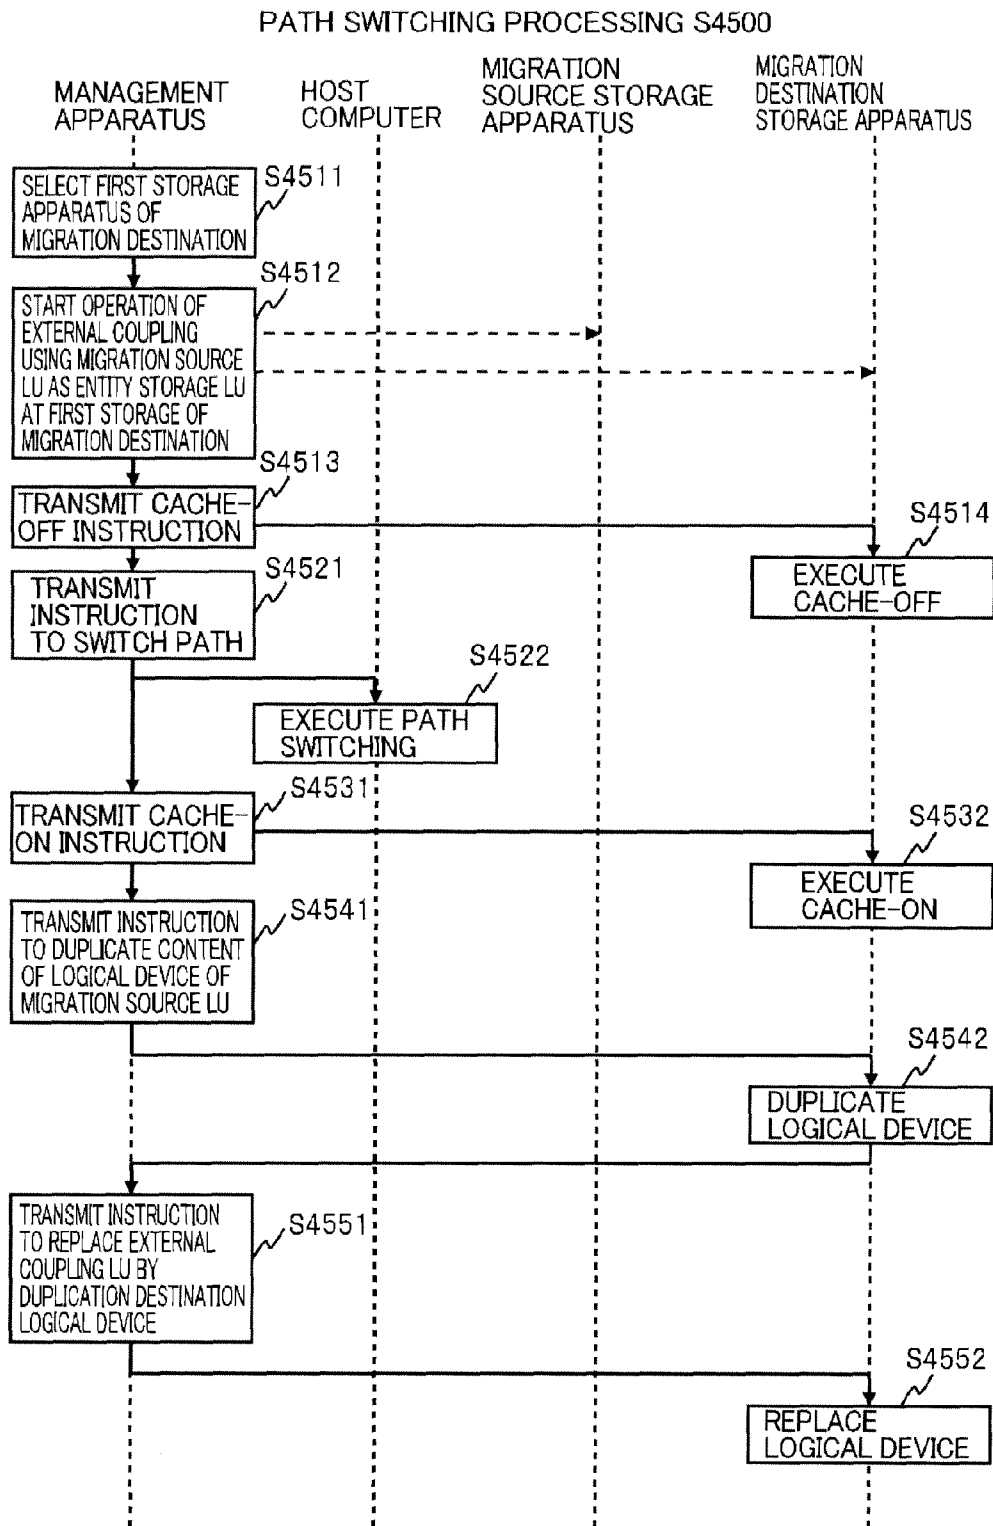 PATH SWITCHING PROCESSING S4500
MANAGEMENT
APPARATUS
HOST
COMPUTER
MIGRATION
SOURCE STORAGE
APPARATUS
MIGRATION
DESTINATION
STORAGE APPARATUS
S4511
SELECT FIRST STORAGE
APPARATUS OF
MIGRATION DESTINATION
S4512
START OPERATION OF
EXTERNAL COUPLING
USING MIGRATION SOURCE
LU AS ENTITY STORAGE LU
AT FIRST STORAGE OF
MIGRATION DESTINATION
S4513
TRANSMIT CACHE-
OFF INSTRUCTION
S4514
EXECUTE
CACHE-OFF
S4521
TRANSMIT
INSTRUCTION
TO SWITCH PATH
S4522
EXECUTE PATH
SWITCHING
S4531
TRANSMIT CACHE-
ON INSTRUCTION
S4532
EXECUTE
CACHE-ON
S4541
TRANSMIT INSTRUCTION
TO DUPLICATE CONTENT
OF LOGICAL DEVICE OF
MIGRATION SOURCE LU
S4542
DUPLICATE
LOGICAL DEVICE
S4551
TRANSMIT INSTRUCTION
TO REPLACE EXTERNAL
COUPLING LU BY
DUPLICATION DESTINATION
LOGICAL DEVICE
S4552
REPLACE
LOGICAL DEVICE